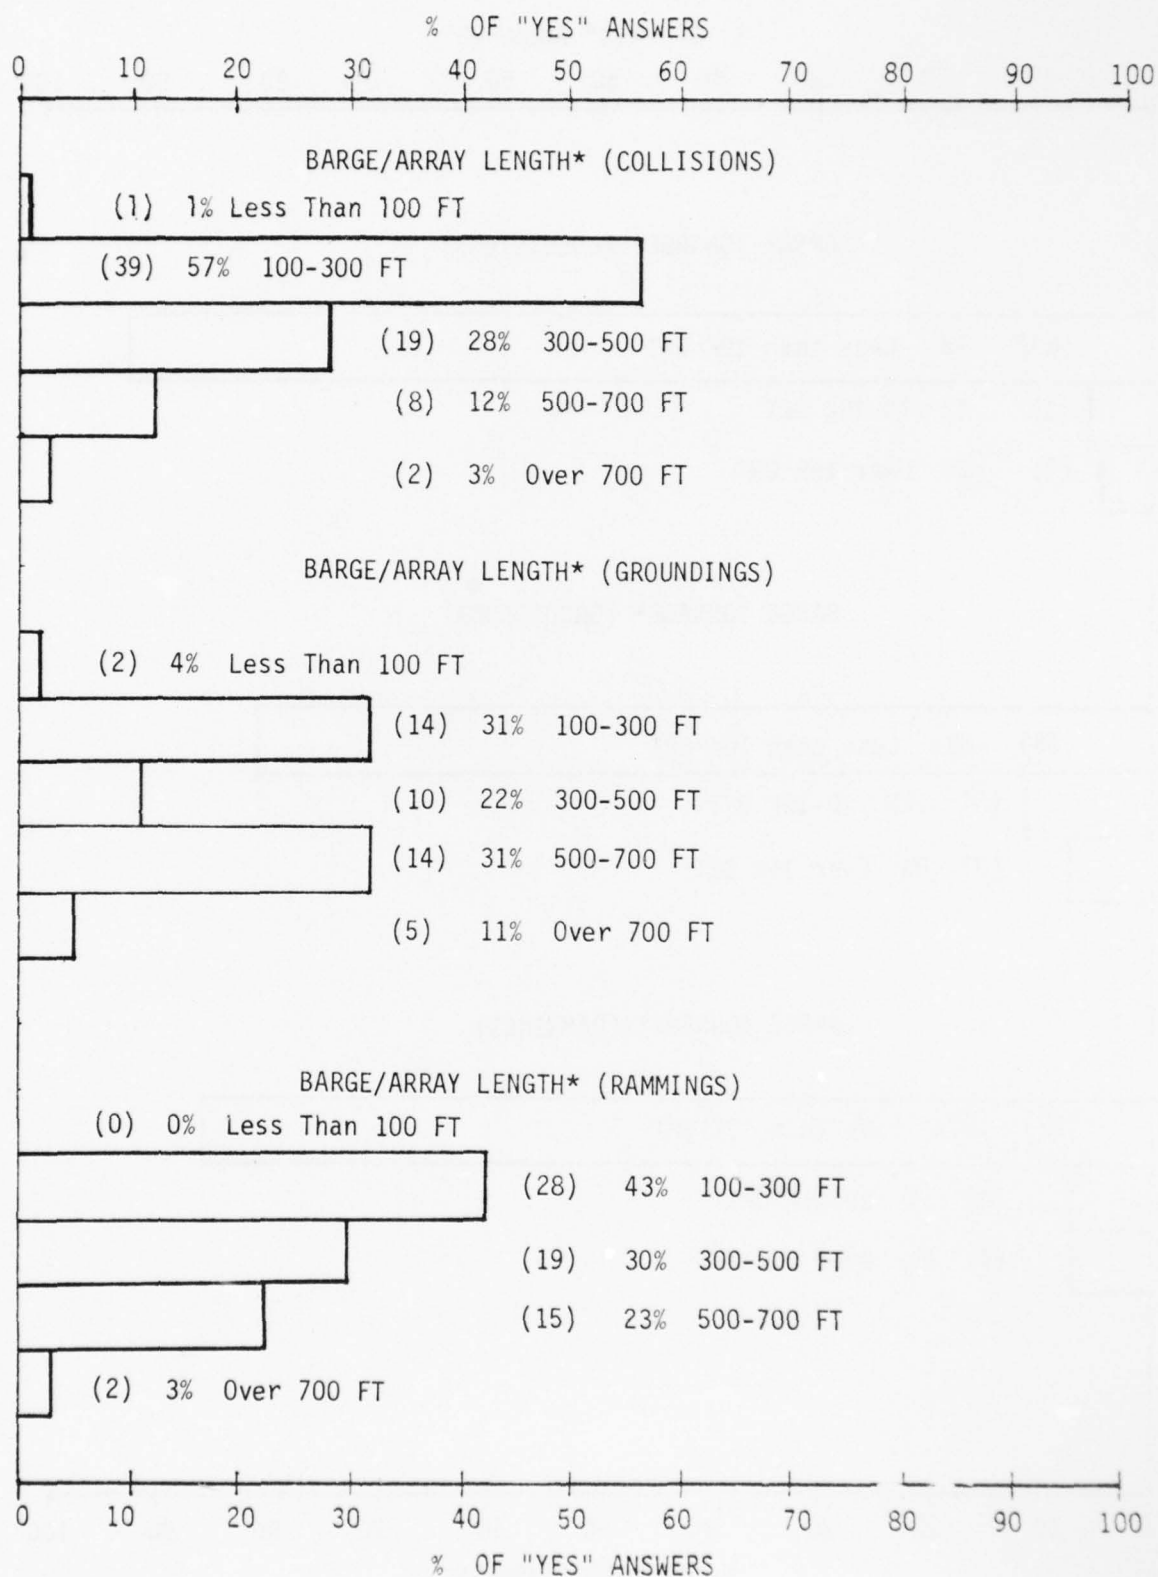 % OF "YES" ANSWERS
0 10 20 30 40 50 60 70 80 90 100
BARGE/ARRAY LENGTH* (COLLISIONS)
(1) 1% Less Than 100 FT
(39) 57% 100-300 FT
(19) 28% 300-500 FT
(8) 12% 500-700 FT
(2) 3% Over 700 FT
BARGE/ARRAY LENGTH* (GROUNDINGS)
(2) 4% Less Than 100 FT
(14) 31% 100-300 FT
(10) 22% 300-500 FT
(14) 31% 500-700 FT
(5) 11% Over 700 FT
BARGE/ARRAY LENGTH* (RAMMINGS)
(0) 0% Less Than 100 FT
(28) 43% 100-300 FT
(19) 30% 300-500 FT
(15) 23% 500-700 FT
(2) 3% Over 700 FT
0 10 20 30 40 50 60 70 80 90 100
% OF "YES" ANSWERS